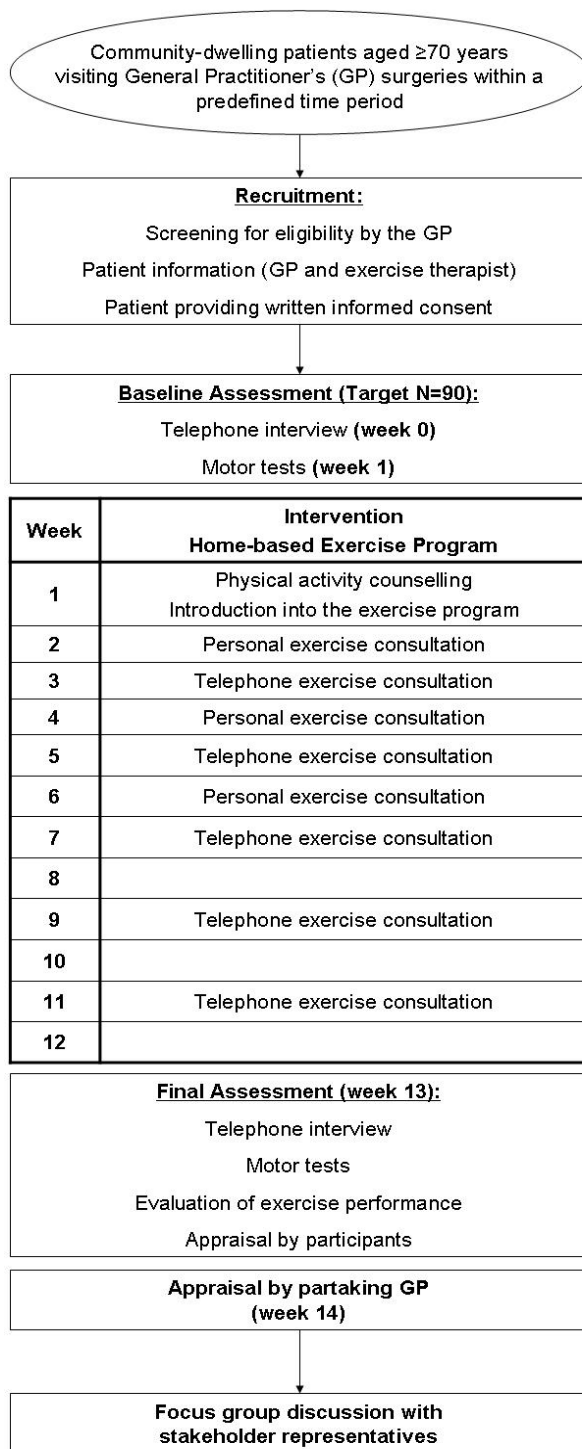 Community-dwelling patients aged ≥70 years
visiting General Practitioner's (GP) surgeries within a
predefined time period
Recruitment:
Screening for eligibility by the GP
Patient information (GP and exercise therapist)
Patient providing written informed consent
Baseline Assessment (Target N=90):
Telephone interview (week 0)
Motor tests (week 1)
Week
Intervention
Home-based Exercise Program
1
Physical activity counselling
Introduction into the exercise program
2 Personal exercise consultation
3 Telephone exercise consultation
4 Personal exercise consultation
5 Telephone exercise consultation
6 Personal exercise consultation
7 Telephone exercise consultation
8
9 Telephone exercise consultation
10
11 Telephone exercise consultation
12
Final Assessment (week 13):
Telephone interview
Motor tests
Evaluation of exercise performance
Appraisal by participants
Appraisal by partaking GP
(week 14)
Focus group discussion with
stakeholder representatives